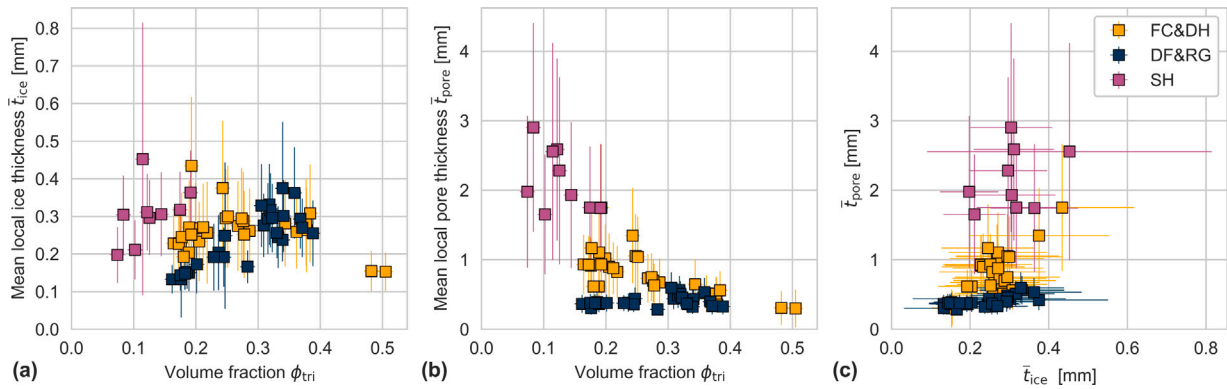 0.8
0.7
0.6
0.5
0.4
0.3
0.2
0.1
0.0
Mean local ice thickness t̄ice [mm]
0.0 0.1 0.2 0.3 0.4 0.5
(a) Volume fraction ϕtri
4
3
2
1
0
Mean local pore thickness t̄pore [mm]
0.0 0.1 0.2 0.3 0.4 0.5
(b) Volume fraction ϕtri
FC&DH
DF&RG
SH
4
3
2
1
0
t̄pore [mm]
0.0 0.2 0.4 0.6 0.8
(c) t̄ice [mm]